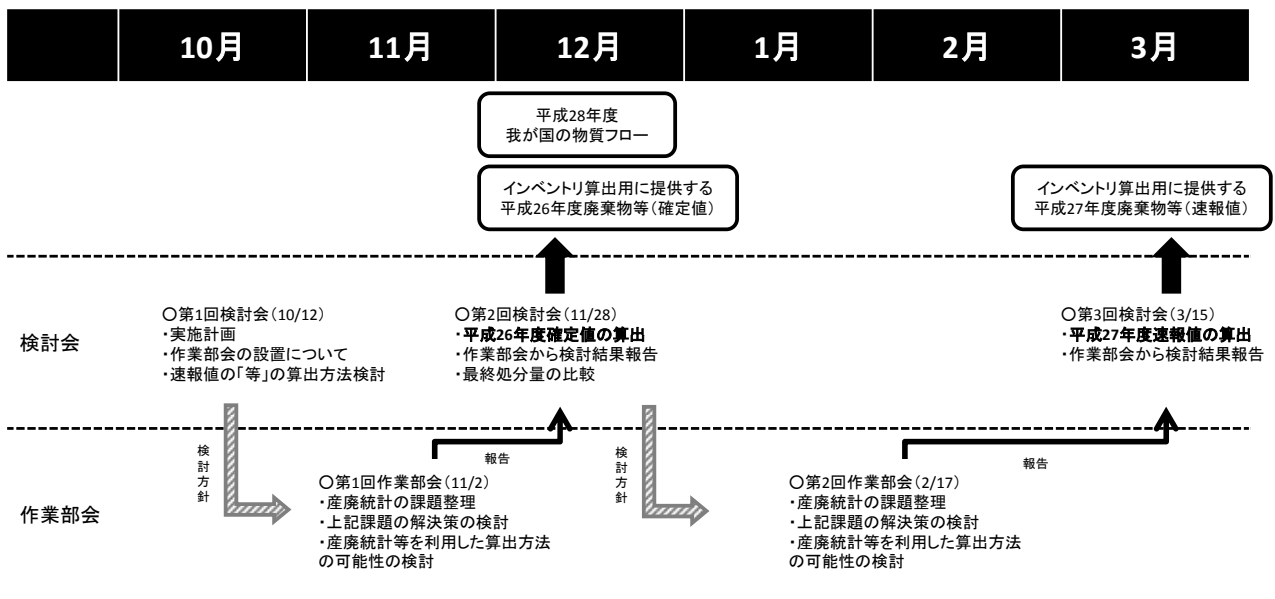 10月 11月 12月 1月 2月 3月
平成28年度
我が国の物質フロー
インベントリ算出用に提供する
平成26年度廃棄物等(確定値)
インベントリ算出用に提供する
平成27年度廃棄物等(速報値)
検討会
○第1回検討会(10/12)
・実施計画
・作業部会の設置について
・速報値の「等」の算出方法検討
○第2回検討会(11/28)
・平成26年度確定値の算出
・作業部会から検討結果報告
・最終処分量の比較
○第3回検討会(3/15)
・平成27年度速報値の算出
・作業部会から検討結果報告
検討方針
報告
検討方針
報告
作業部会
○第1回作業部会(11/2)
・産廃統計の課題整理
・上記課題の解決策の検討
・産廃統計等を利用した算出方法
の可能性の検討
○第2回作業部会(2/17)
・産廃統計の課題整理
・上記課題の解決策の検討
・産廃統計等を利用した算出方法
の可能性の検討